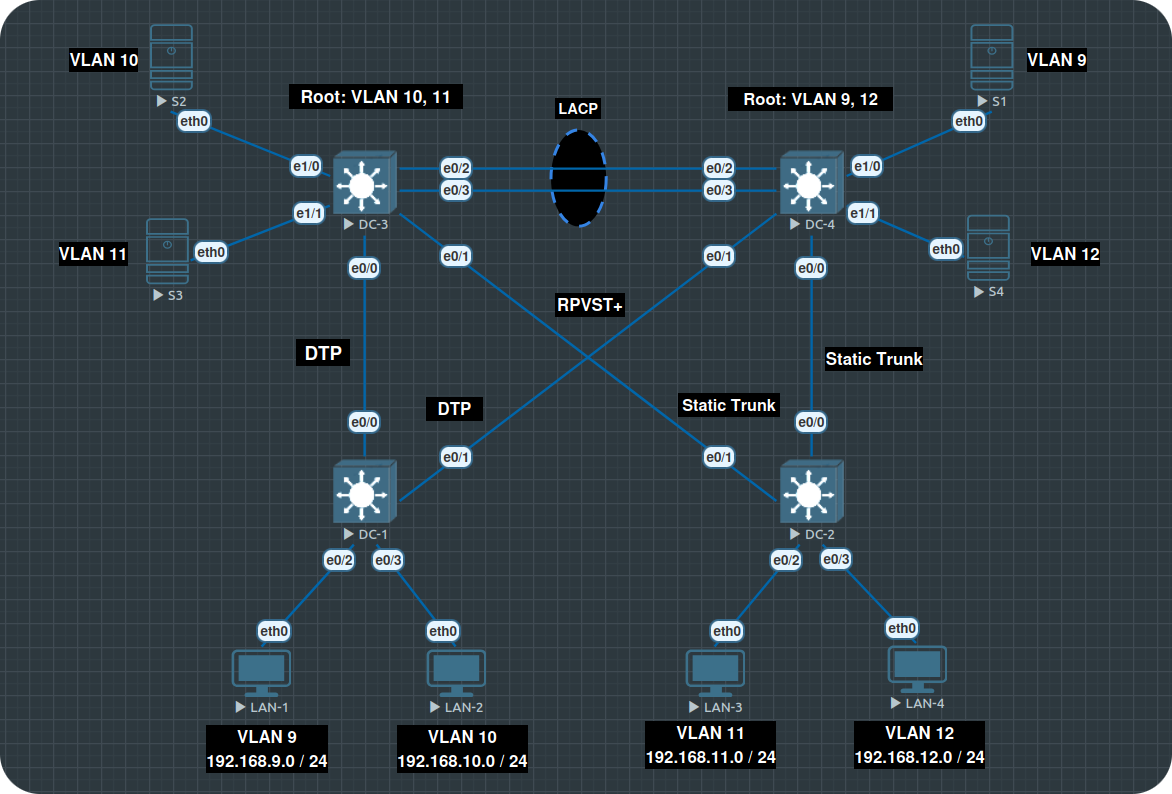 VLAN 10
S2
eth0
Root: VLAN 10, 11
LACP
Root: VLAN 9, 12
VLAN 9
S1
eth0
e1/0
e0/2
e0/2
e1/0
e1/1
e0/3
e0/3
e1/1
DC-3
DC-4
VLAN 11
eth0
S3
e0/0
e0/1
e0/1
e0/0
eth0
VLAN 12
S4
RPVST+
DTP
Static Trunk
DTP
Static Trunk
e0/0
e0/1
e0/1
e0/0
DC-1
DC-2
e0/2
e0/3
e0/2
e0/3
eth0
eth0
eth0
eth0
LAN-1
LAN-2
LAN-3
LAN-4
VLAN 9
192.168.9.0 / 24
VLAN 10
192.168.10.0 / 24
VLAN 11
192.168.11.0 / 24
VLAN 12
192.168.12.0 / 24